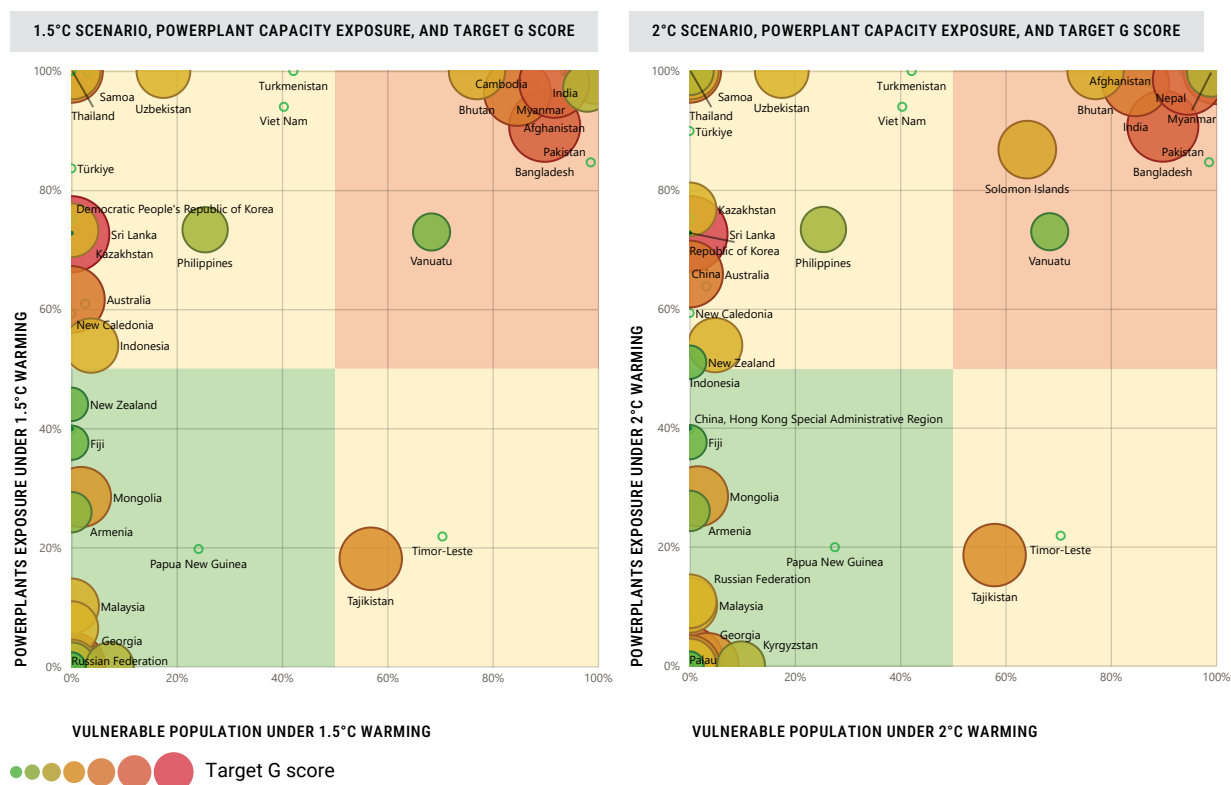 1.5°C SCENARIO, POWERPLANT CAPACITY EXPOSURE, AND TARGET G SCORE
POWERPLANTS EXPOSURE UNDER 1.5°C WARMING
100%
80%
60%
40%
20%
0%
Samoa
Thailand
Uzbekistan
Turkmenistan
Viet Nam
Cambodia
India
Bhutan
Myanmar
Afghanistan
Pakistan
Bangladesh
Türkiye
Democratic People's Republic of Korea
Sri Lanka
Kazakhstan
Philippines
Vanuatu
Australia
New Caledonia
Indonesia
New Zealand
Fiji
Mongolia
Armenia
Papua New Guinea
Timor-Leste
Tajikistan
Malaysia
Georgia
Russian Federation
0%
20%
40%
60%
80%
100%
VULNERABLE POPULATION UNDER 1.5°C WARMING
2°C SCENARIO, POWERPLANT CAPACITY EXPOSURE, AND TARGET G SCORE
POWERPLANTS EXPOSURE UNDER 2°C WARMING
100%
80%
60%
40%
20%
0%
Samoa
Thailand
Uzbekistan
Turkmenistan
Viet Nam
Afghanistan
Nepal
Bhutan
Myanmar
India
Pakistan
Bangladesh
Türkiye
Solomon Islands
Kazakhstan
Sri Lanka
Republic of Korea
Philippines
Vanuatu
China
Australia
New Caledonia
New Zealand
Indonesia
China, Hong Kong Special Administrative Region
Fiji
Mongolia
Armenia
Papua New Guinea
Timor-Leste
Russian Federation
Tajikistan
Malaysia
Georgia
Kyrgyzstan
Palau
0%
20%
40%
60%
80%
100%
VULNERABLE POPULATION UNDER 2°C WARMING
Target G score